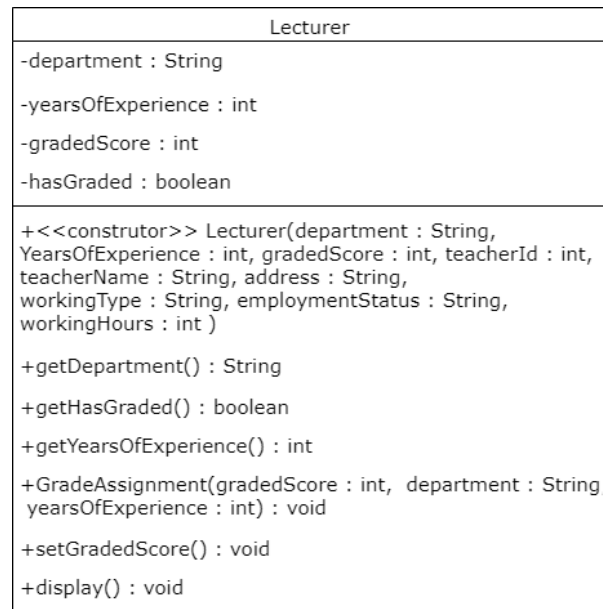 Lecturer
-department : String
-yearsOfExperience : int
-gradedScore : int
-hasGraded : boolean
+<<construtor>> Lecturer(department : String,
YearsOfExperience : int, gradedScore : int, teacherId : int,
teacherName : String, address : String,
workingType : String, employmentStatus : String,
workingHours : int )
+getDepartment() : String
+getHasGraded() : boolean
+getYearsOfExperience() : int
+GradeAssignment(gradedScore : int, department : String,
yearsOfExperience : int) : void
+setGradedScore() : void
+display() : void